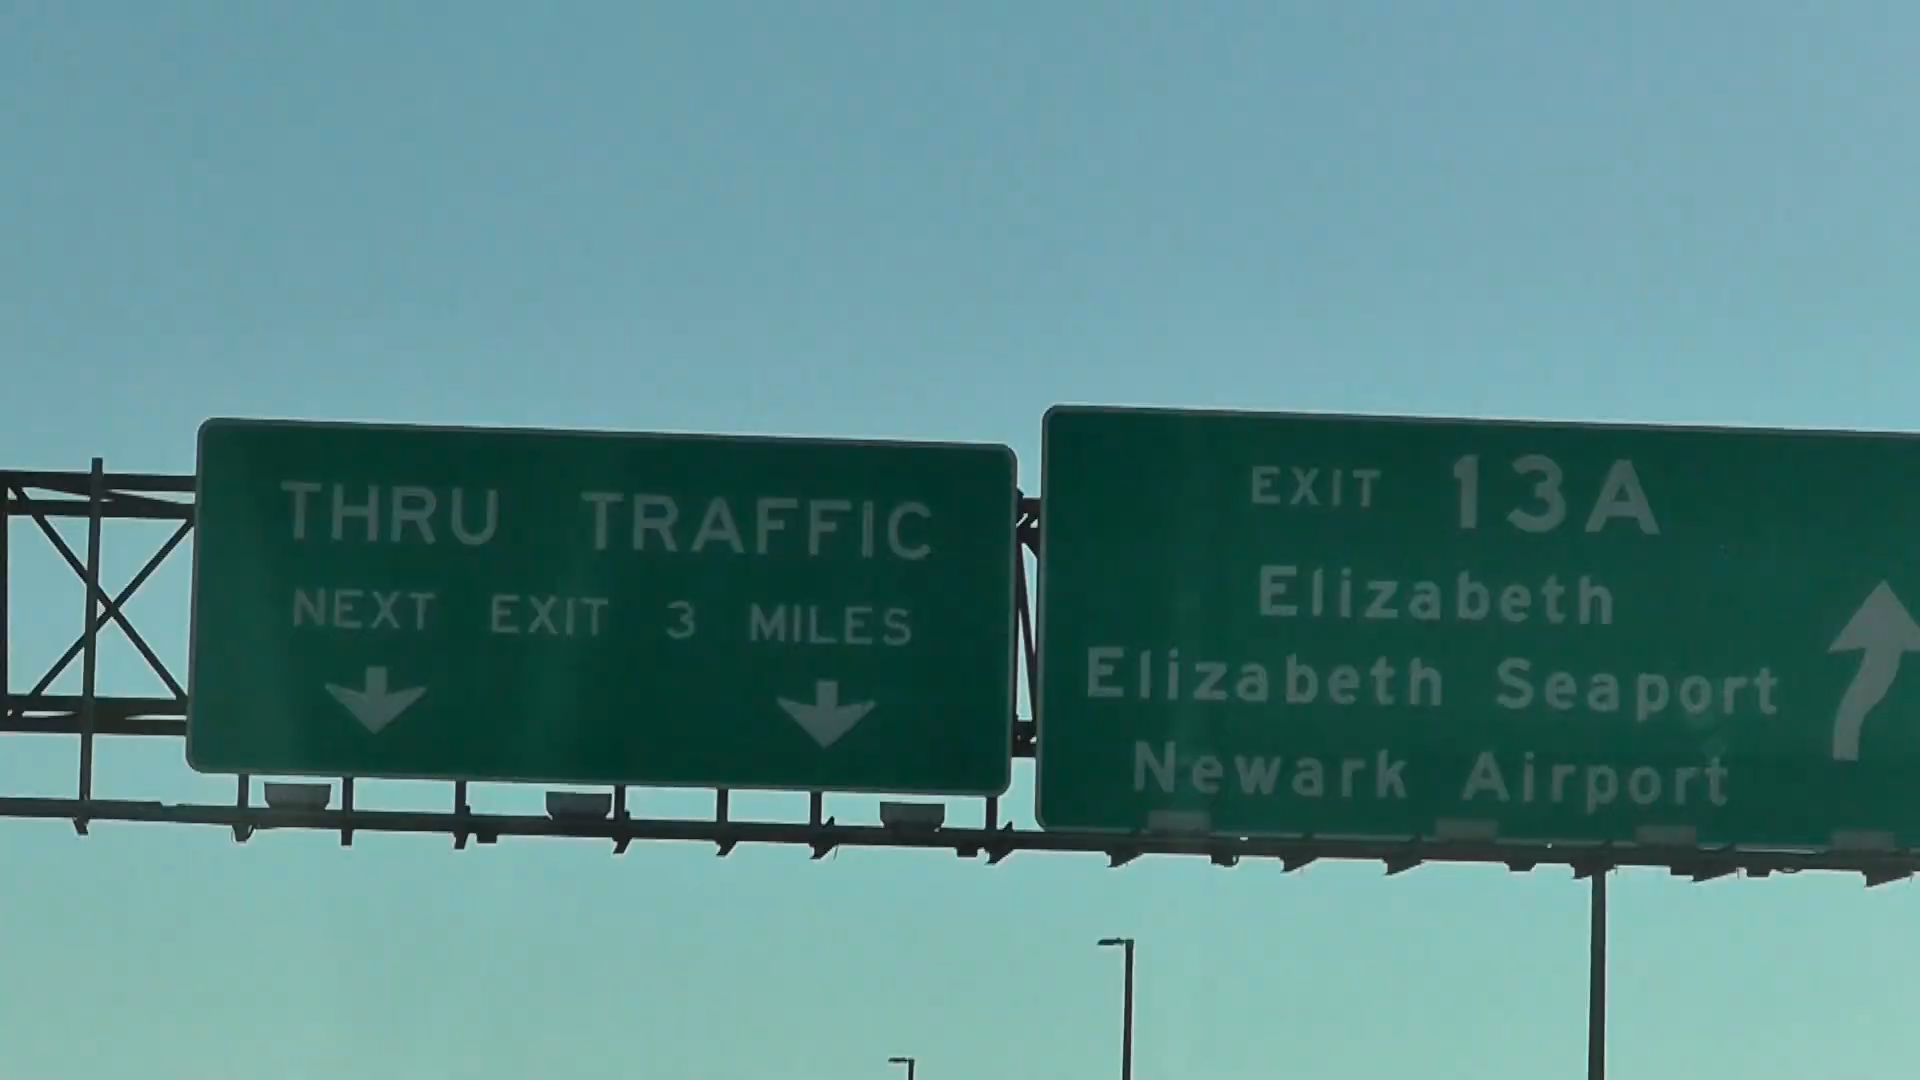 THRU TRAFFIC
NEXT EXIT 3 MILES
EXIT 13A
Elizabeth
Elizabeth Seaport
Newark Airport